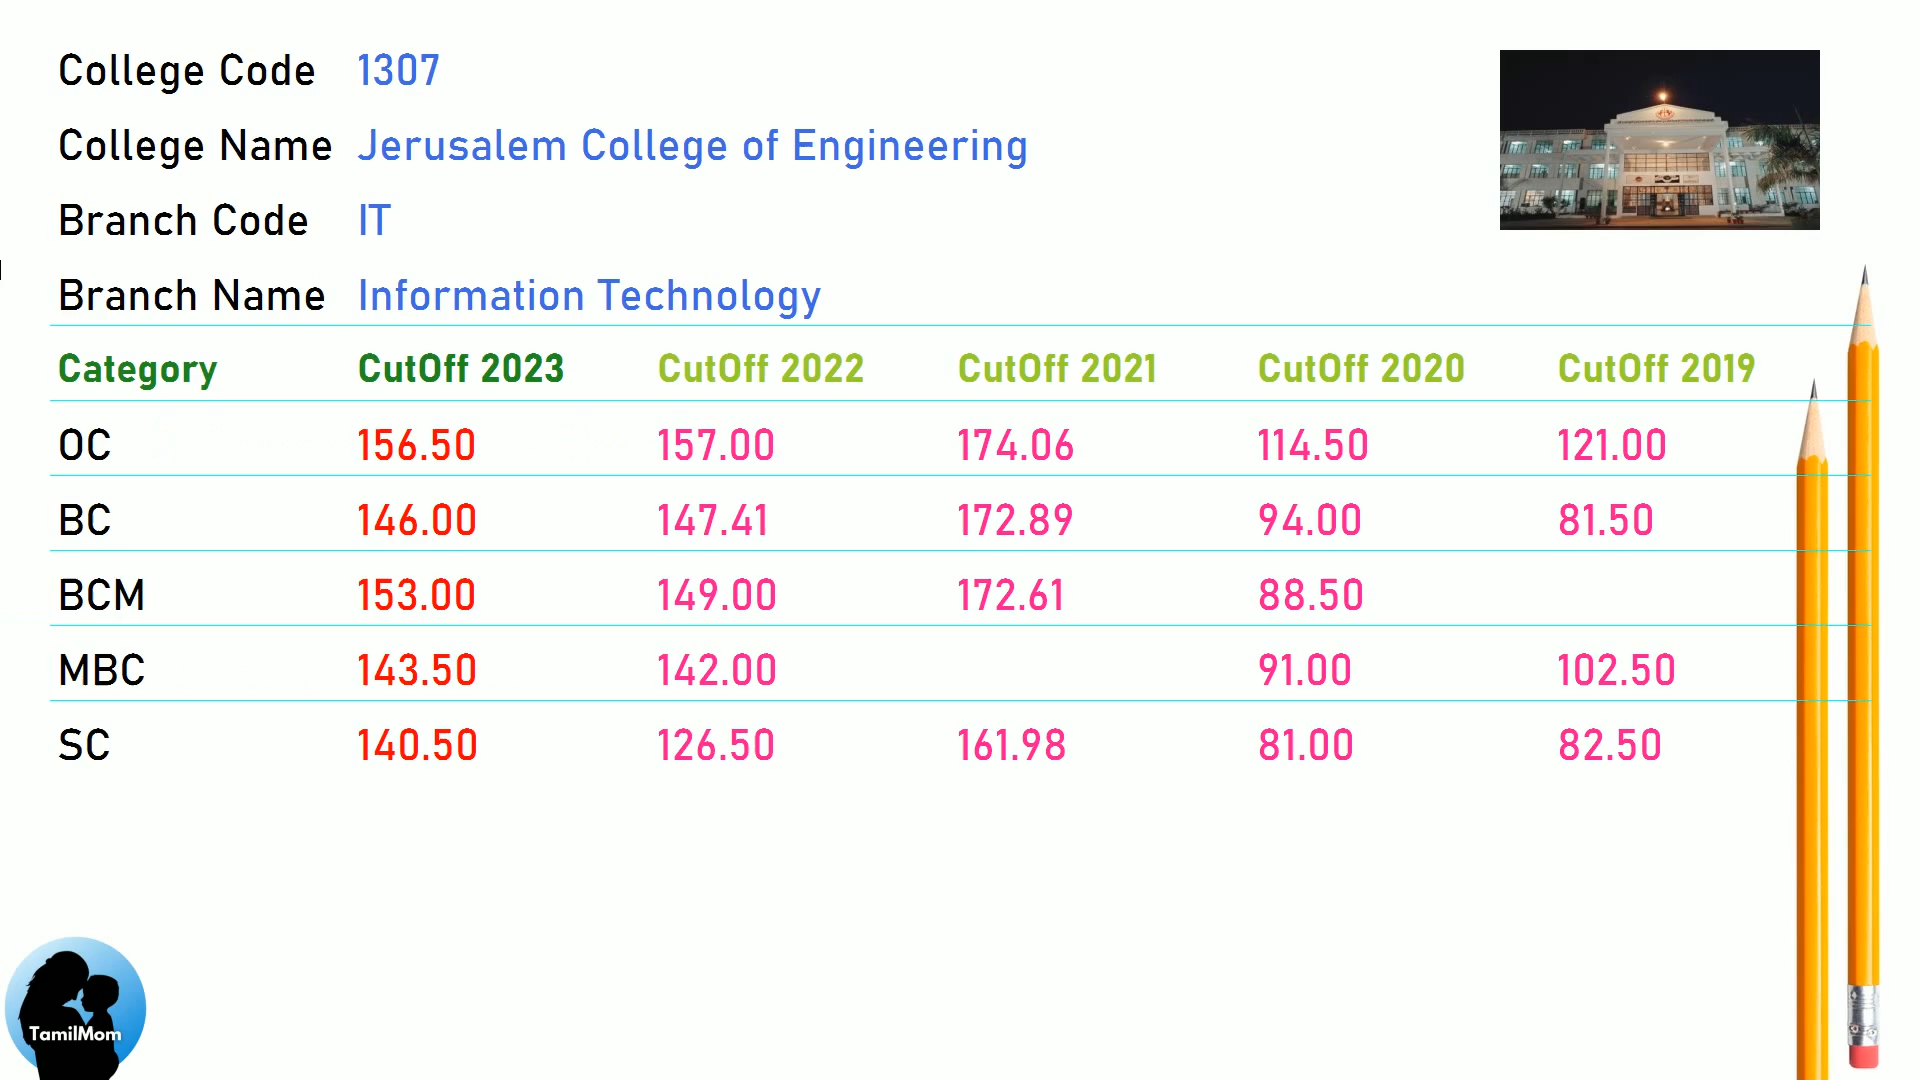 College Code 1307
College Name Jerusalem College of Engineering
Branch Code IT
Branch Name Information Technology
Category CutOff 2023 CutOff 2022 CutOff 2021 CutOff 2020 CutOff 2019
OC 156.50 157.00 174.06 114.50 121.00
BC 146.00 147.41 172.89 94.00 81.50
BCM 153.00 149.00 172.61 88.50
MBC 143.50 142.00 91.00 102.50
SC 140.50 126.50 161.98 81.00 82.50
TamilMom